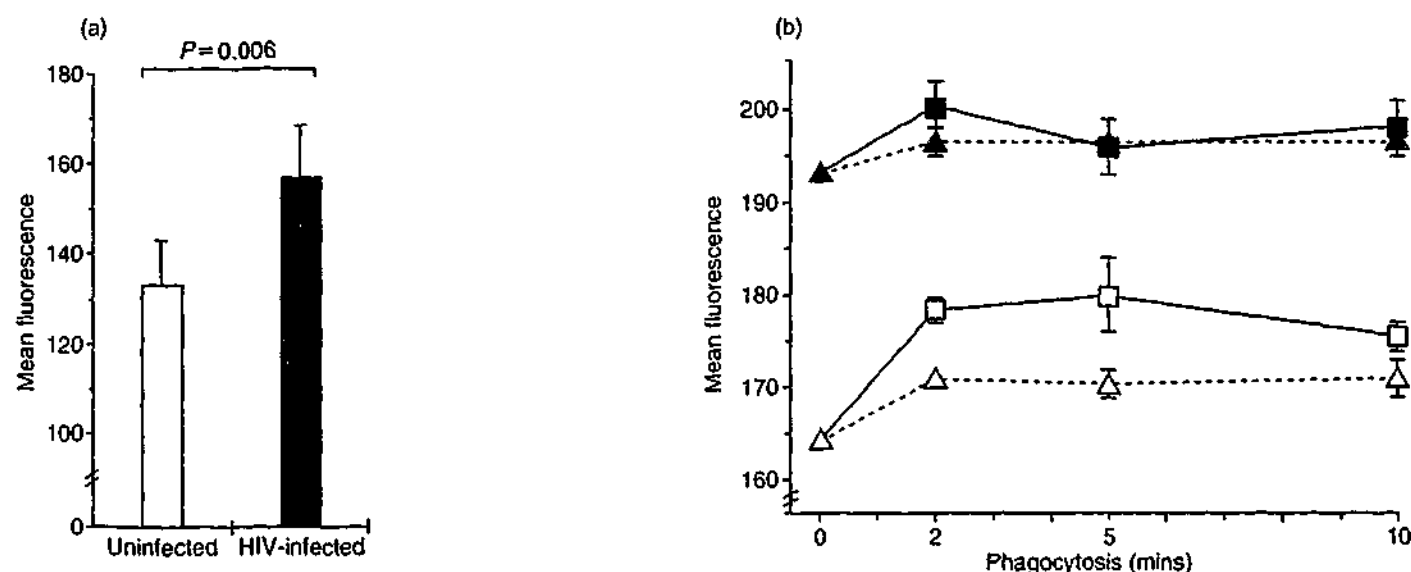 (a)
P=0.006
180
160
140
120
100
0
Mean fluorescence
Uninfected HIV-infected
(b)
200
190
180
170
160
Mean fluorescence
0 2 5 10
Phagocytosis (mins)